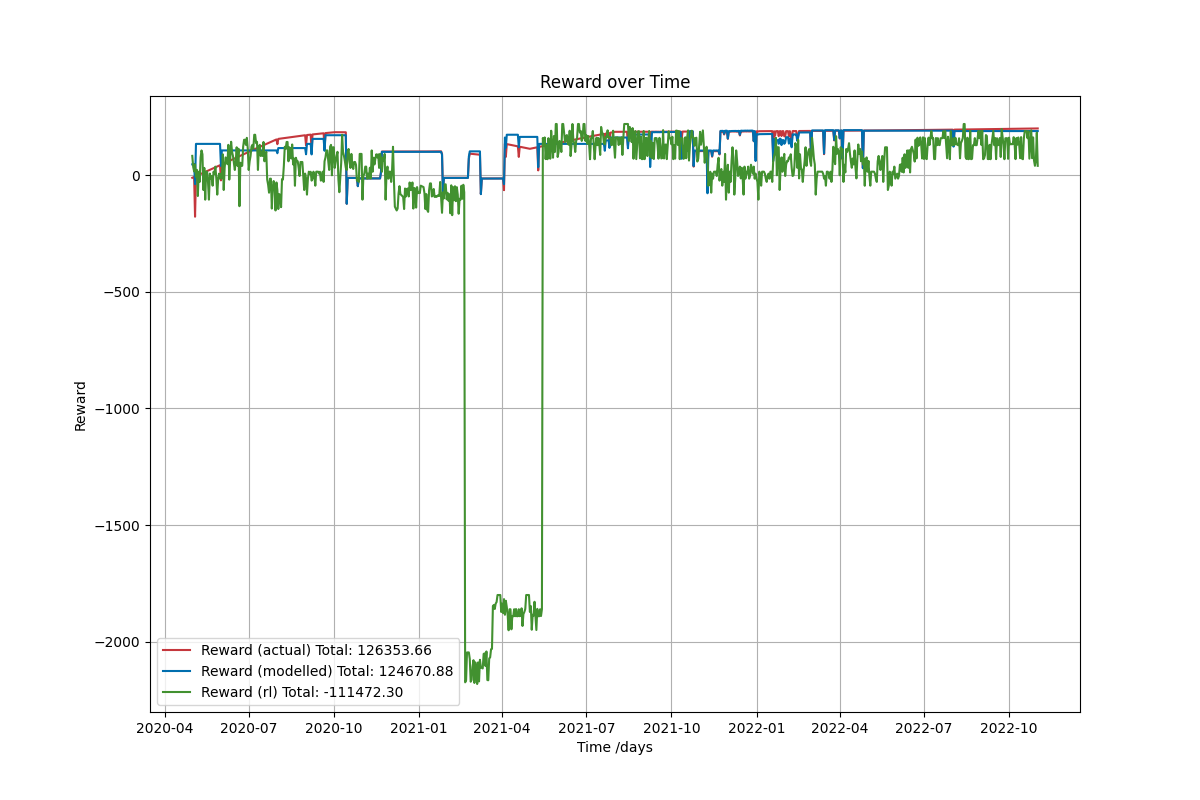 Reward over Time
Reward
0
−500
−1000
−1500
−2000
Reward (actual) Total: 126353.66
Reward (modelled) Total: 124670.88
Reward (rl) Total: -111472.30
2020-04 2020-07 2020-10 2021-01 2021-04 2021-07 2021-10 2022-01 2022-04 2022-07 2022-10
Time /days